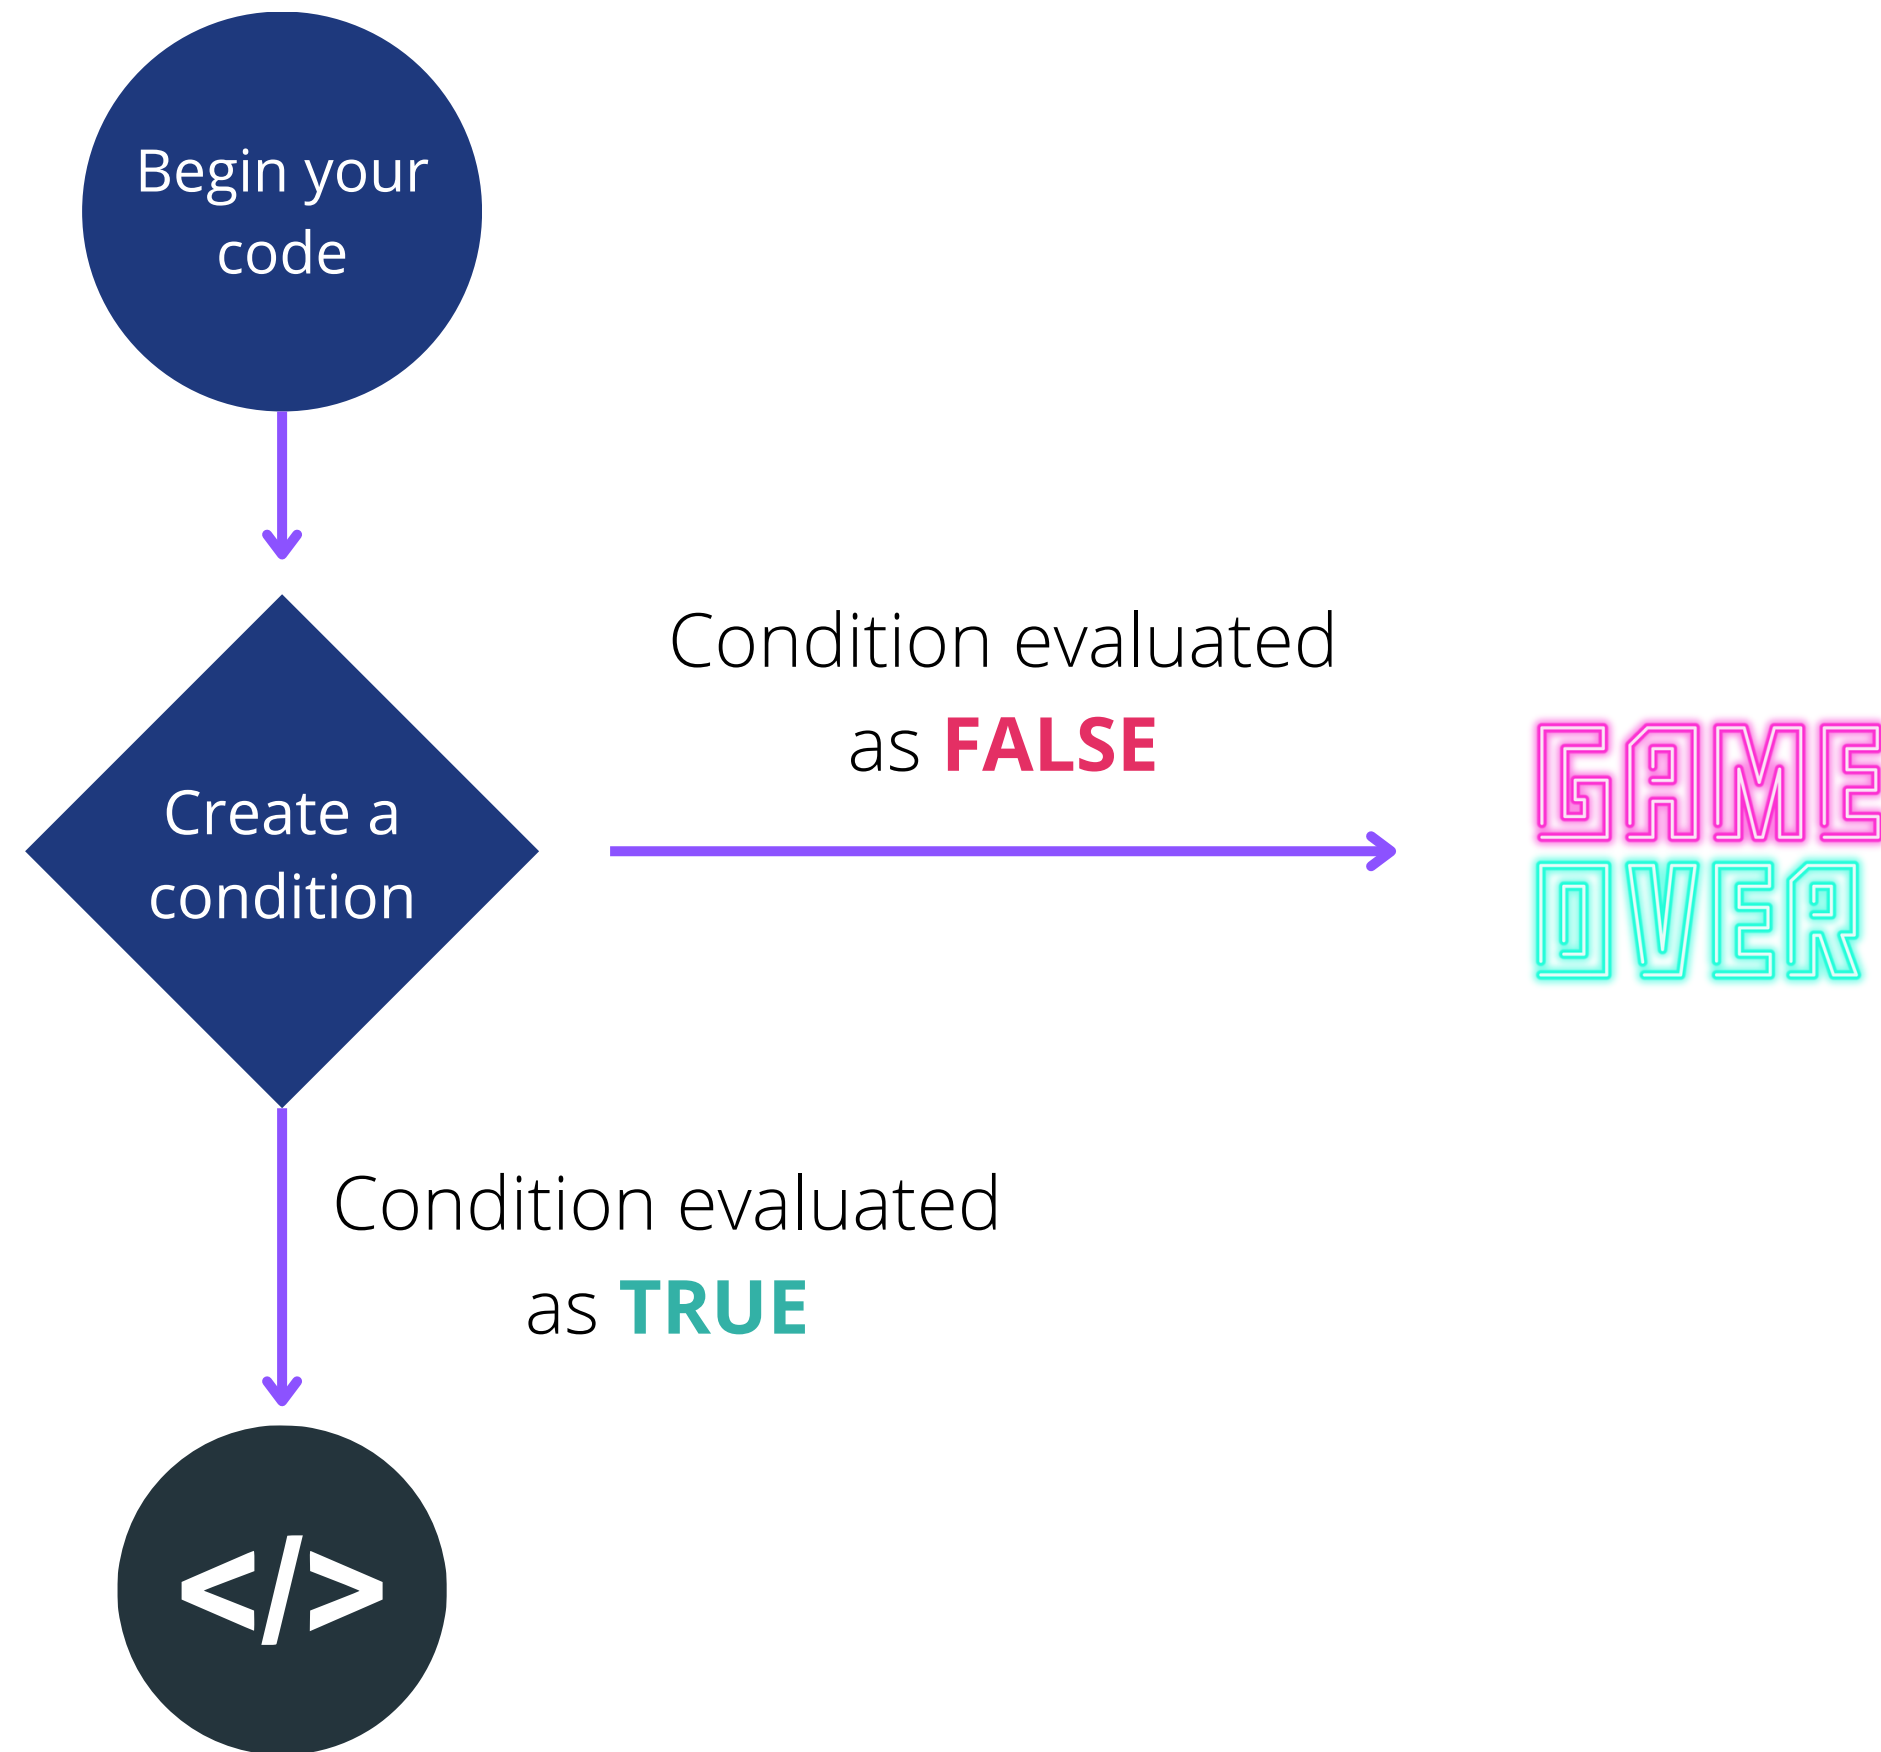 Begin your
code
Create a
condition
Condition evaluated
as FALSE
GAME
OVER
Condition evaluated
as TRUE
</>